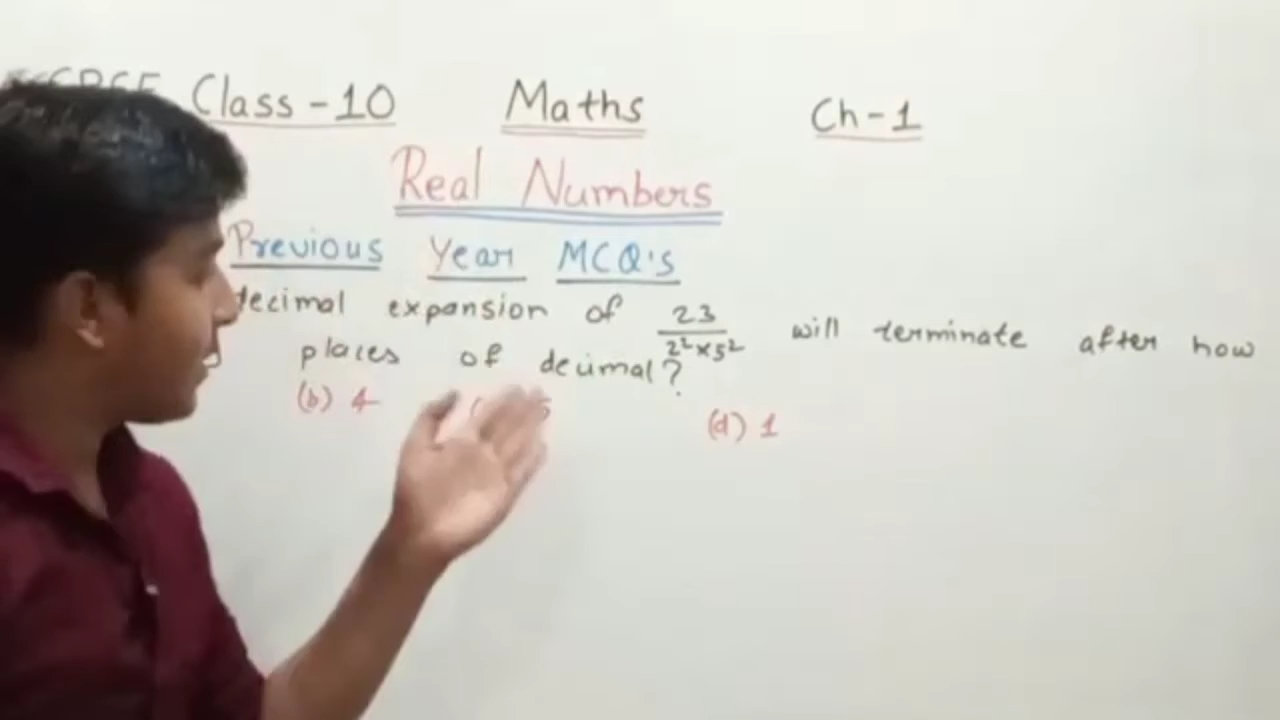 CBSE Class-10 Maths Ch-1
Real Numbers
Previous Year MCQ's
decimal expansion of 23/2²×5² will terminate after how
places of decimal?
(b) 4 (d) 1